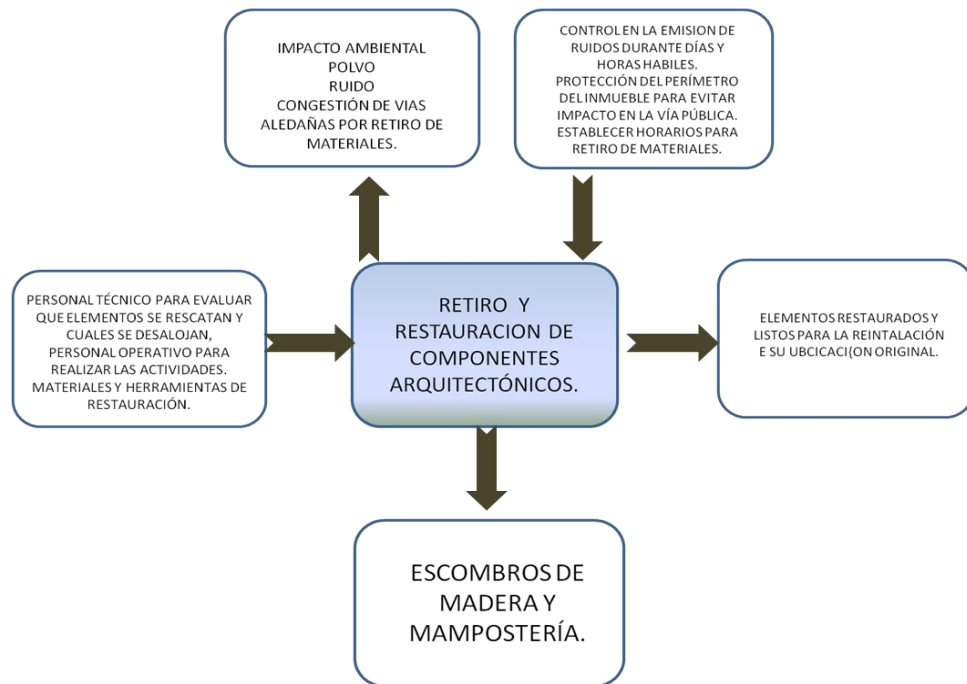 IMPACTO AMBIENTAL
POLVO
RUIDO
CONGESTIÓN DE VIAS
ALEDAÑAS POR RETIRO DE
MATERIALES.
CONTROL EN LA EMISION DE
RUIDOS DURANTE DÍAS Y
HORAS HABILES.
PROTECCIÓN DEL PERÍMETRO
DEL INMUEBLE PARA EVITAR
IMPACTO EN LA VÍA PÚBLICA.
ESTABLECER HORARIOS PARA
RETIRO DE MATERIALES.
PERSONAL TÉCNICO PARA EVALUAR
QUE ELEMENTOS SE RESCATAN Y
CUALES SE DESALOJAN,
PERSONAL OPERATIVO PARA
REALIZAR LAS ACTIVIDADES.
MATERIALES Y HERRAMIENTAS DE
RESTAURACIÓN.
RETIRO Y
RESTAURACION DE
COMPONENTES
ARQUITECTÓNICOS.
ELEMENTOS RESTAURADOS Y
LISTOS PARA LA REINTALACIÓN
E SU UBCICACI{ON ORIGINAL.
ESCOMBROS DE
MADERA Y
MAMPOSTERÍA.